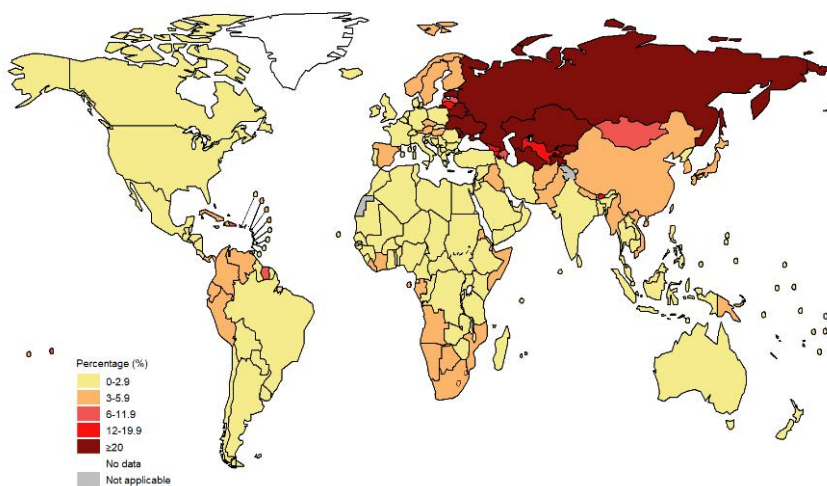 Percentage (%)
0-2.9
3-5.9
6-11.9
12-19.9
≥20
No data
Not applicable